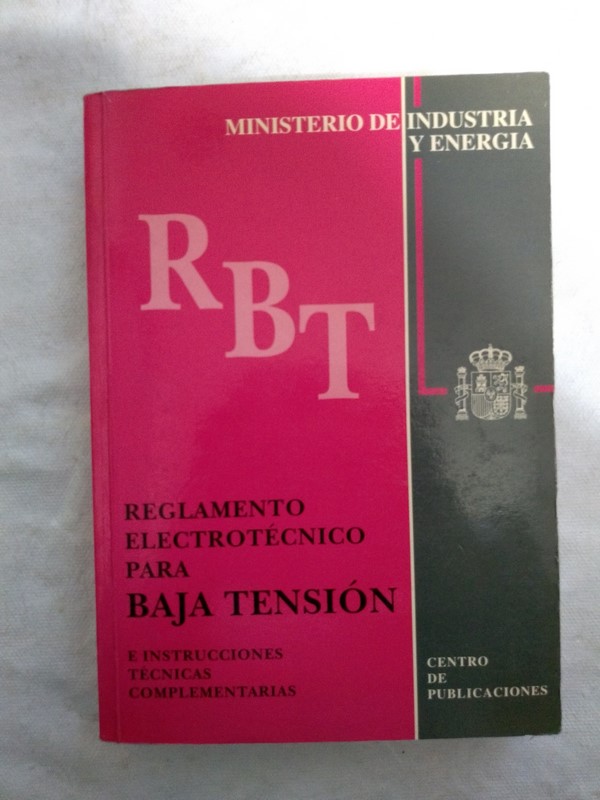 MINISTERIO DE INDUSTRIA
Y ENERGIA
RBT
REGLAMENTO
ELECTROTÉCNICO
PARA
BAJA TENSIÓN
E INSTRUCCIONES
TÉCNICAS
COMPLEMENTARIAS
CENTRO
DE
PUBLICACIONES